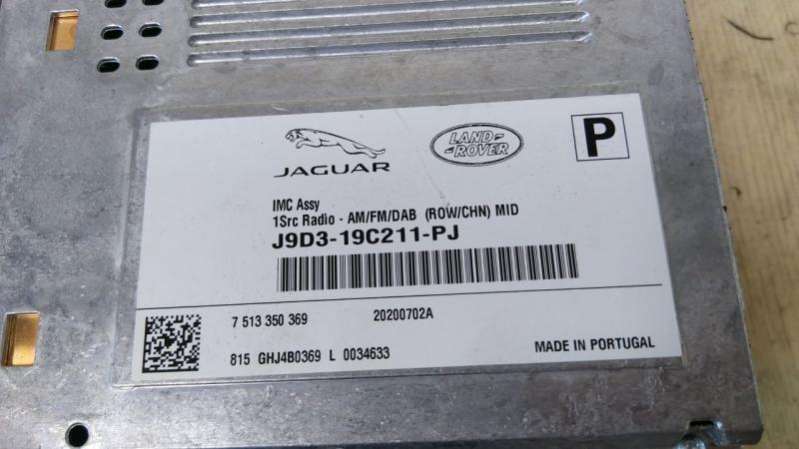 JAGUAR
LAND
ROVER
P
IMC Assy
1Src Radio - AM/FM/DAB (ROW/CHN) MID
J9D3-19C211-PJ
7 513 350 369 20200702A
815 GHJ4B0369 L 0034633
MADE IN PORTUGAL